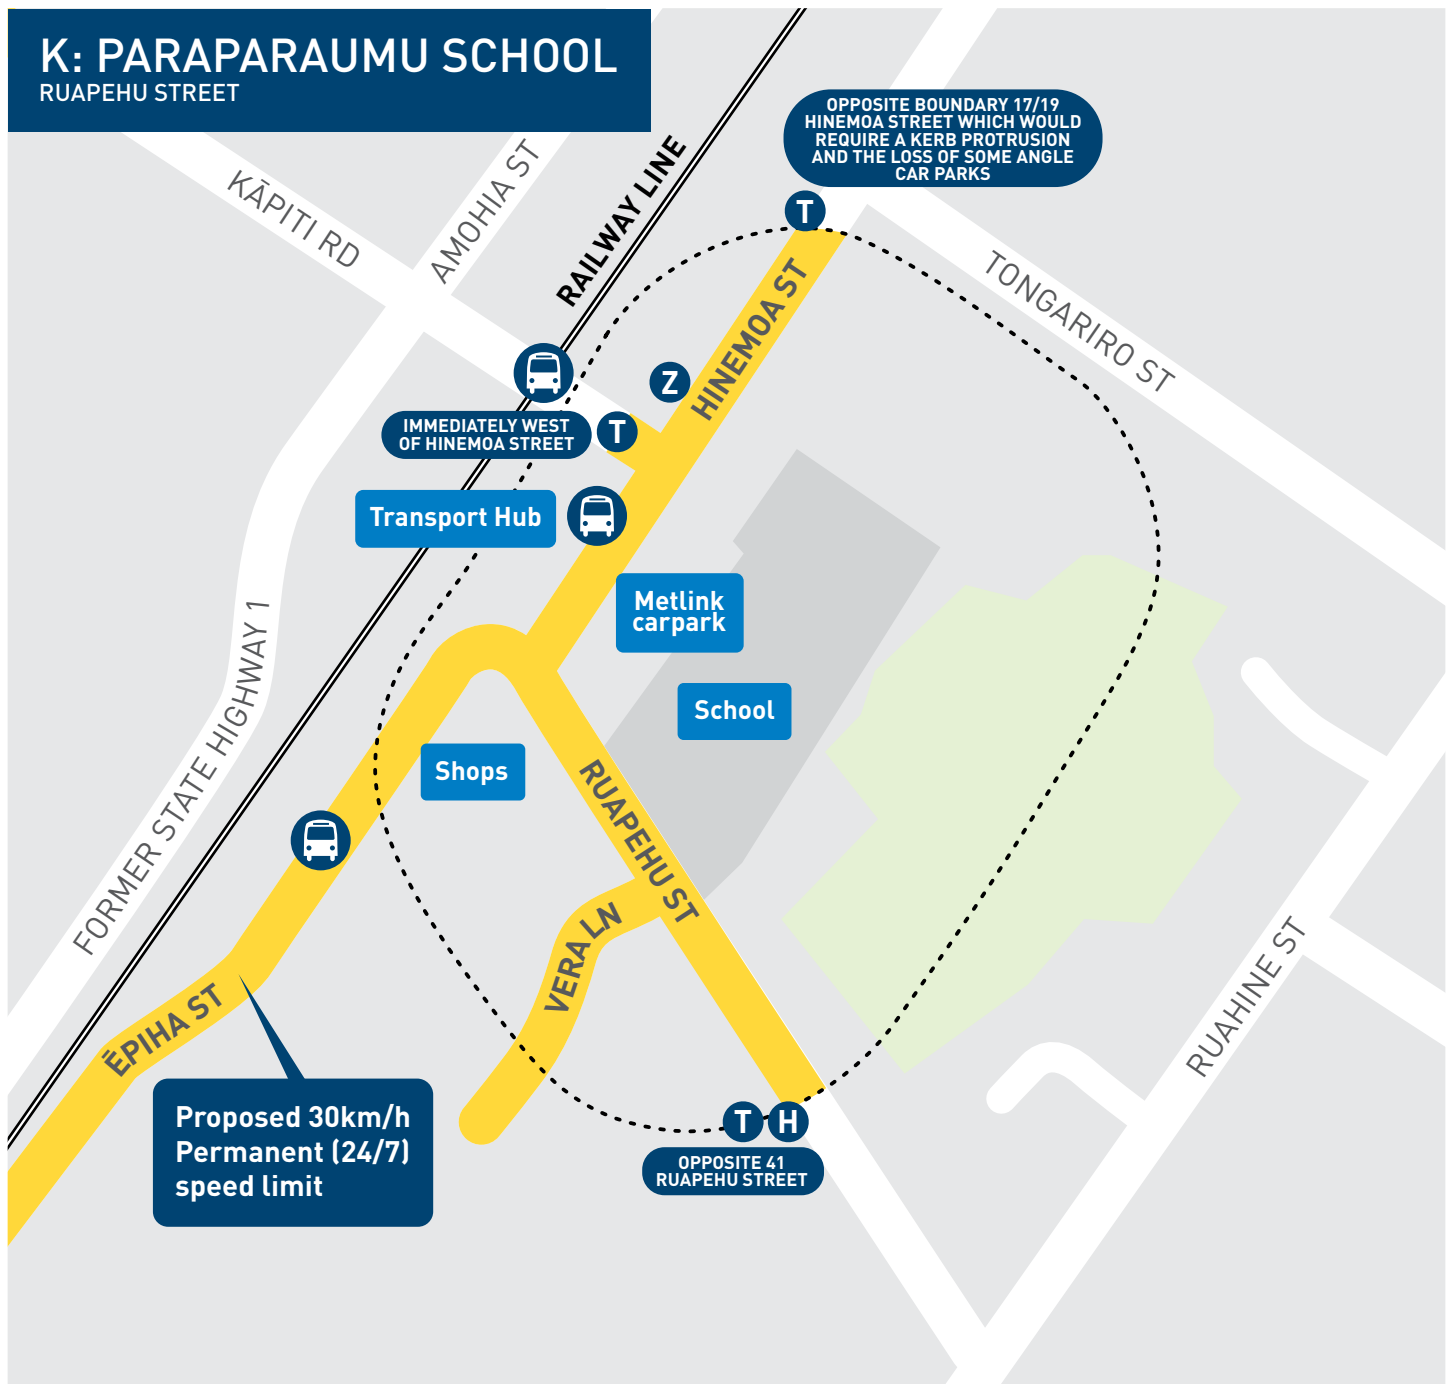 K: PARAPARAUMU SCHOOL
RUAPEHU STREET
OPPOSITE BOUNDARY 17/19
HINEMOA STREET WHICH WOULD
REQUIRE A KERB PROTRUSION
AND THE LOSS OF SOME ANGLE
CAR PARKS
T
KĀPITI RD
AMOHIA ST
RAILWAY LINE
HINEMOA ST
TONGARIRO ST
Z
IMMEDIATELY WEST
OF HINEMOA STREET
T
Transport Hub
Metlink
carpark
School
Shops
FORMER STATE HIGHWAY 1
RUAPEHU ST
VERA LN
ĒPIHA ST
RUAHINE ST
Proposed 30km/h
Permanent (24/7)
speed limit
T
H
OPPOSITE 41
RUAPEHU STREET